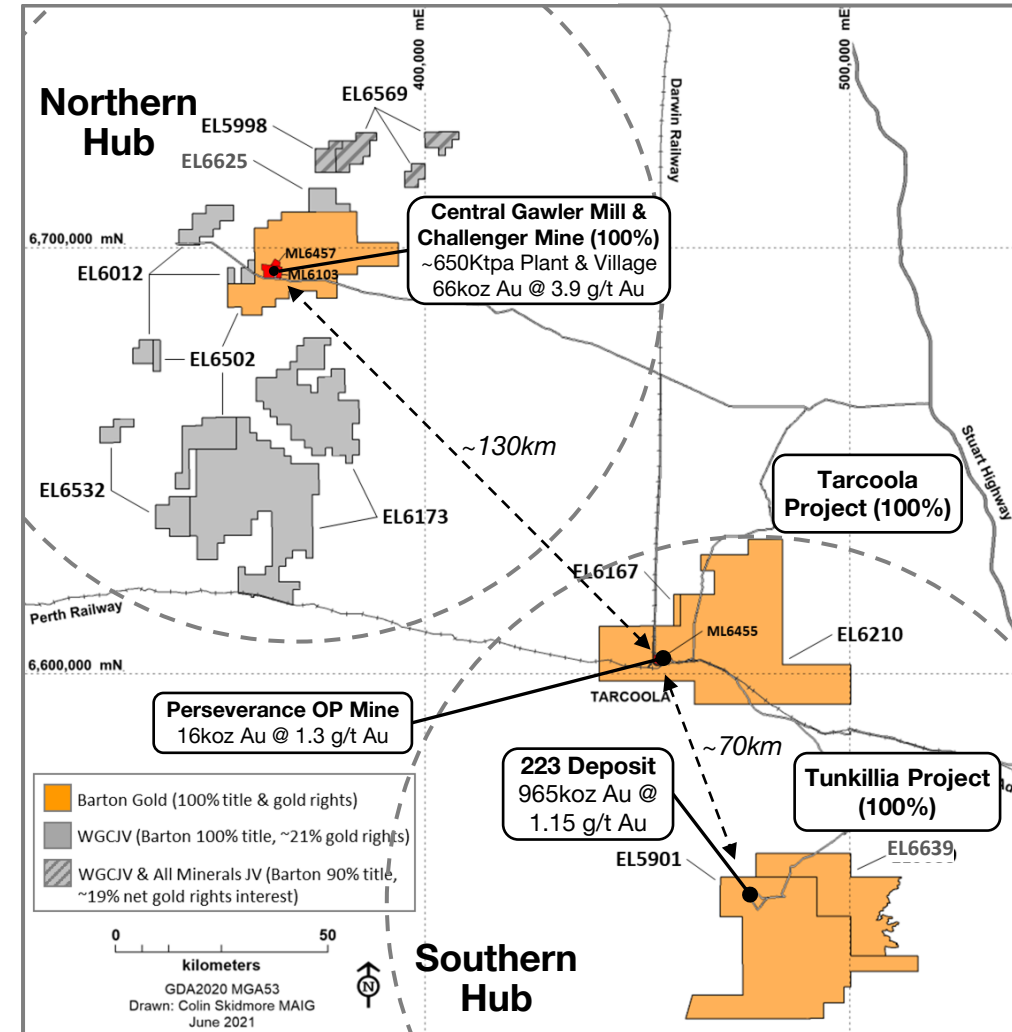 400,000 mE
500,000 mE
Northern
Hub
EL6569
EL5998
EL6625
Darwin Railway
Central Gawler Mill &
Challenger Mine (100%)
~650Ktpa Plant & Village
66koz Au @ 3.9 g/t Au
6,700,000 mN
ML6457
ML6103
EL6012
EL6502
~130km
Stuart Highway
Tarcoola
Project (100%)
EL6532
EL6173
EL6167
Perth Railway
ML6455
EL6210
6,600,000 mN
TARCOOLA
Perseverance OP Mine
16koz Au @ 1.3 g/t Au
~70km
223 Deposit
965koz Au @
1.15 g/t Au
Tunkillia Project
(100%)
EL5901
EL6639
Barton Gold (100% title & gold rights)
WGCJV (Barton 100% title, ~21% gold rights)
WGCJV & All Minerals JV (Barton 90% title,
~19% net gold rights interest)
0 50
kilometers
GDA2020 MGA53
Drawn: Colin Skidmore MAIG
June 2021
N
Southern
Hub